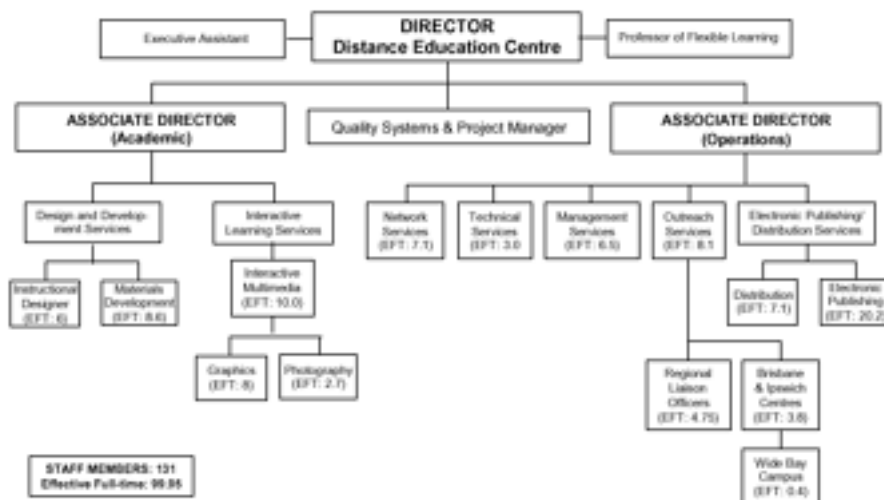 DIRECTOR
Distance Education Centre
Executive Assistant
Professor of Flexible Learning
ASSOCIATE DIRECTOR
(Academic)
Quality Systems & Project Manager
ASSOCIATE DIRECTOR
(Operations)
Design and Develop-
ment Services
Interactive
Learning Services
Network
Services
(EFT: 7.1)
Technical
Services
(EFT: 3.0
Management
Services
(EFT: 6.5)
Outreach
Services
(EFT: 8.1
Electronic Publishing/
Distribution Services
Instructional
Designer
(EFT: 6)
Materials
Development
(EFT: 8.6)
Interactive
Multimedia
(EFT: 10.0)
Distribution
(EFT: 7.1)
Electronic
Publishing
(EFT: 20.2)
Graphics
(EFT: 8)
Photography
(EFT: 2.7)
Regional
Liaison
Officers
(EFT: 4.75)
Brisbane
& Ipswich
Centres
(EFT: 3.8)
Wide Bay
Campus
(EFT: 0.4)
STAFF MEMBERS: 131
Effective Full-time: 99.95